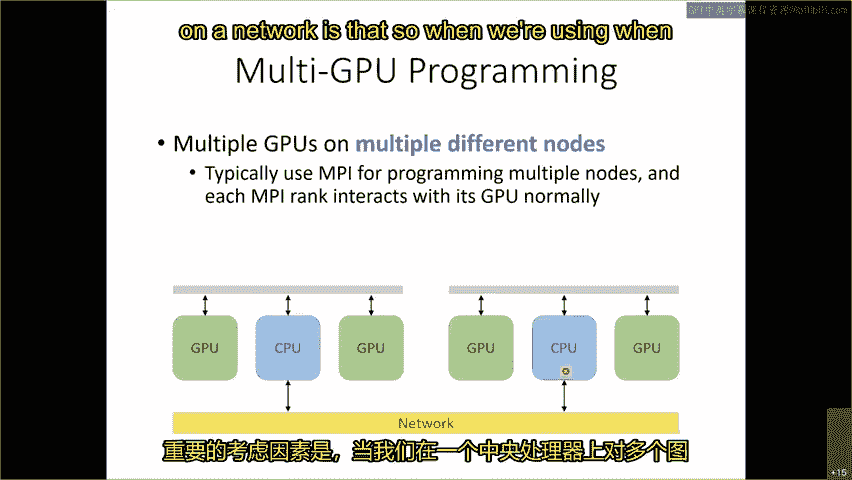 on a network is that so when we're using when
Multi-GPU Programming
• Multiple GPUs on multiple different nodes
• Typically use MPI for programming multiple nodes, and
each MPI rank interacts with its GPU normally
GPU CPU GPU GPU CPU GPU
Network
重要的考虑因素是，当我们在一个中央处理器上对多个图
+15